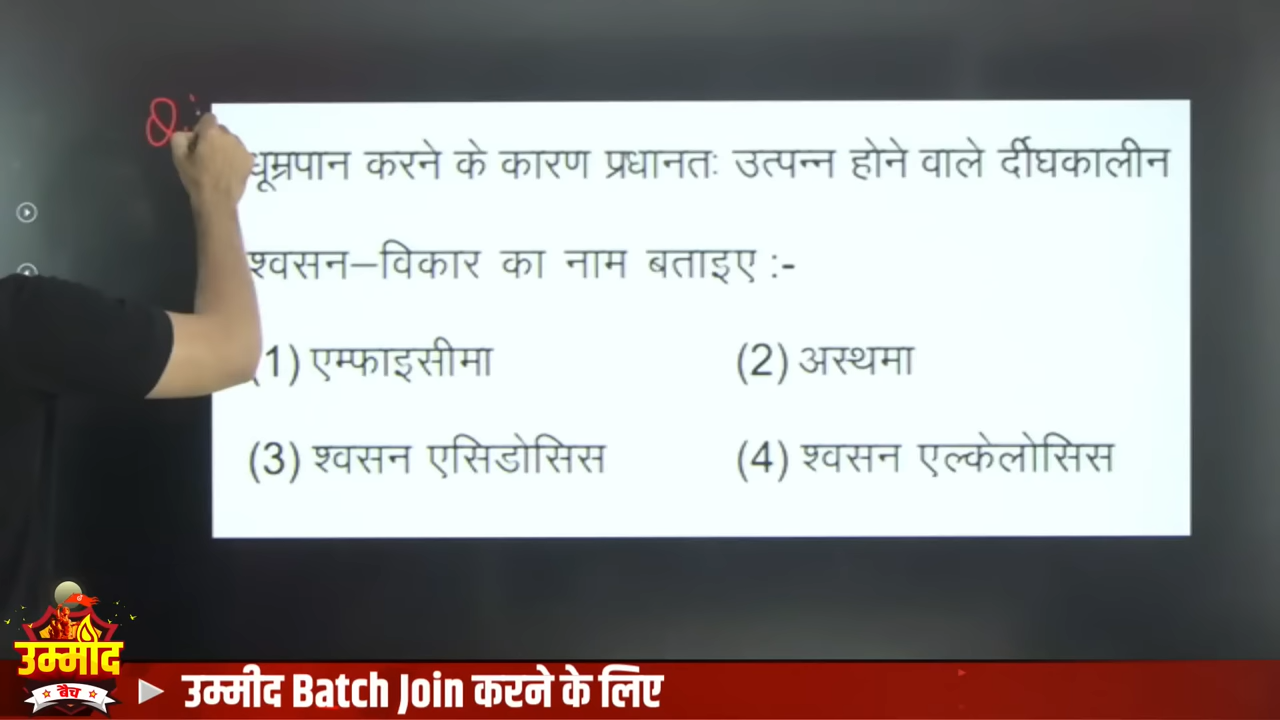 Q:
धूम्रपान करने के कारण प्रधानतः उत्पन्न होने वाले र्दीघकालीन
श्वसन–विकार का नाम बताइए :-
(1) एम्फाइसीमा
(2) अस्थमा
(3) श्वसन एसिडोसिस
(4) श्वसन एल्केलोसिस
उम्मीद
बैच
उम्मीद Batch Join करने के लिए